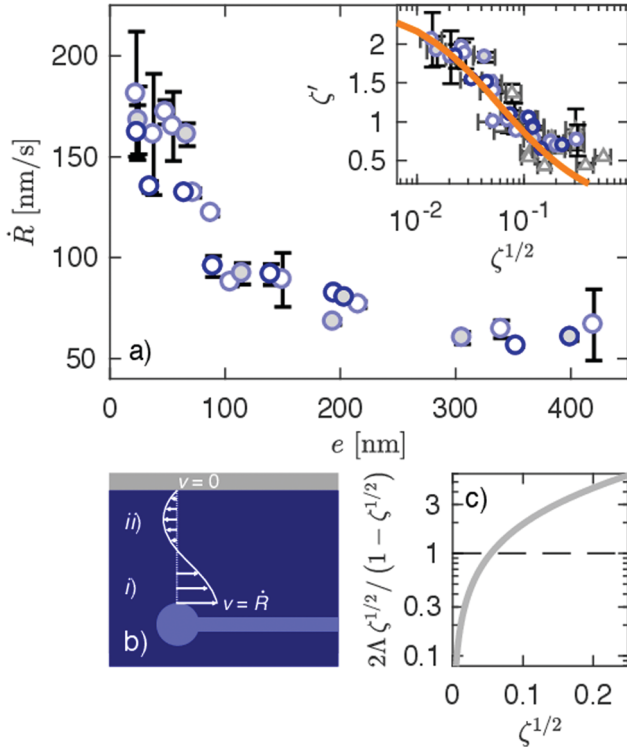 200
150
100
50
Ṙ [nm/s]
a)
0
100
200
300
400
e [nm]
2
1.5
1
0.5
ζ′
10⁻²
10⁻¹
ζ^{1/2}
v = 0
ii)
i)
v = Ṙ
b)
c)
3
1
0.3
0.1
2Λ ζ^{1/2} / (1 − ζ^{1/2})
0
0.1
0.2
ζ^{1/2}